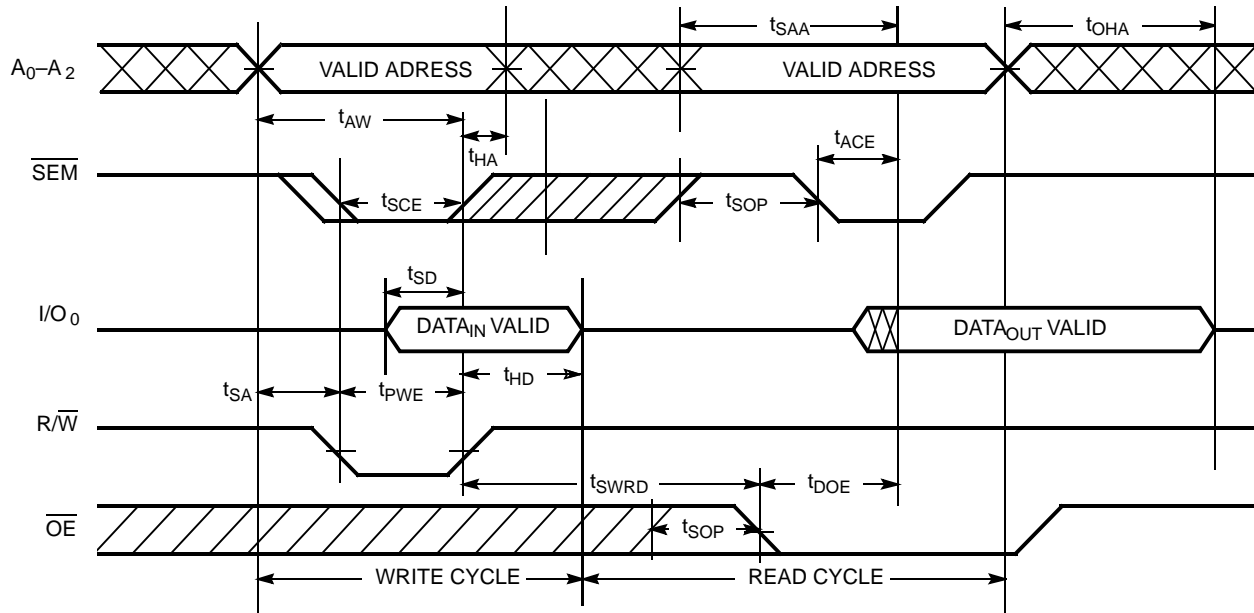 tSAA
tOHA
A0–A2
VALID ADRESS
VALID ADRESS
tAW
tHA
tACE
SEM
tSCE
tSOP
tSD
I/O0
DATAIN VALID
DATAOUT VALID
tSA
tPWE
tHD
R/W
tSWRD
tDOE
OE
tSOP
WRITE CYCLE
READ CYCLE